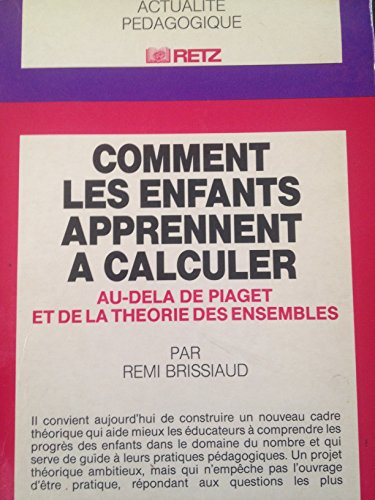 ACTUALITÉ
PEDAGOGIQUE
RETZ
COMMENT
LES ENFANTS
APPRENNENT
A CALCULER
AU-DELA DE PIAGET
ET DE LA THEORIE DES ENSEMBLES
PAR
REMI BRISSIAUD
Il convient aujourd'hui de construire un nouveau cadre
théorique qui aide mieux les éducateurs à comprendre les
progrès des enfants dans le domaine du nombre et qui
serve de guide à leurs pratiques pédagogiques. Un projet
théorique ambitieux, mais qui n'empêche pas l'ouvrage
d'être pratique, répondant aux questions les plus